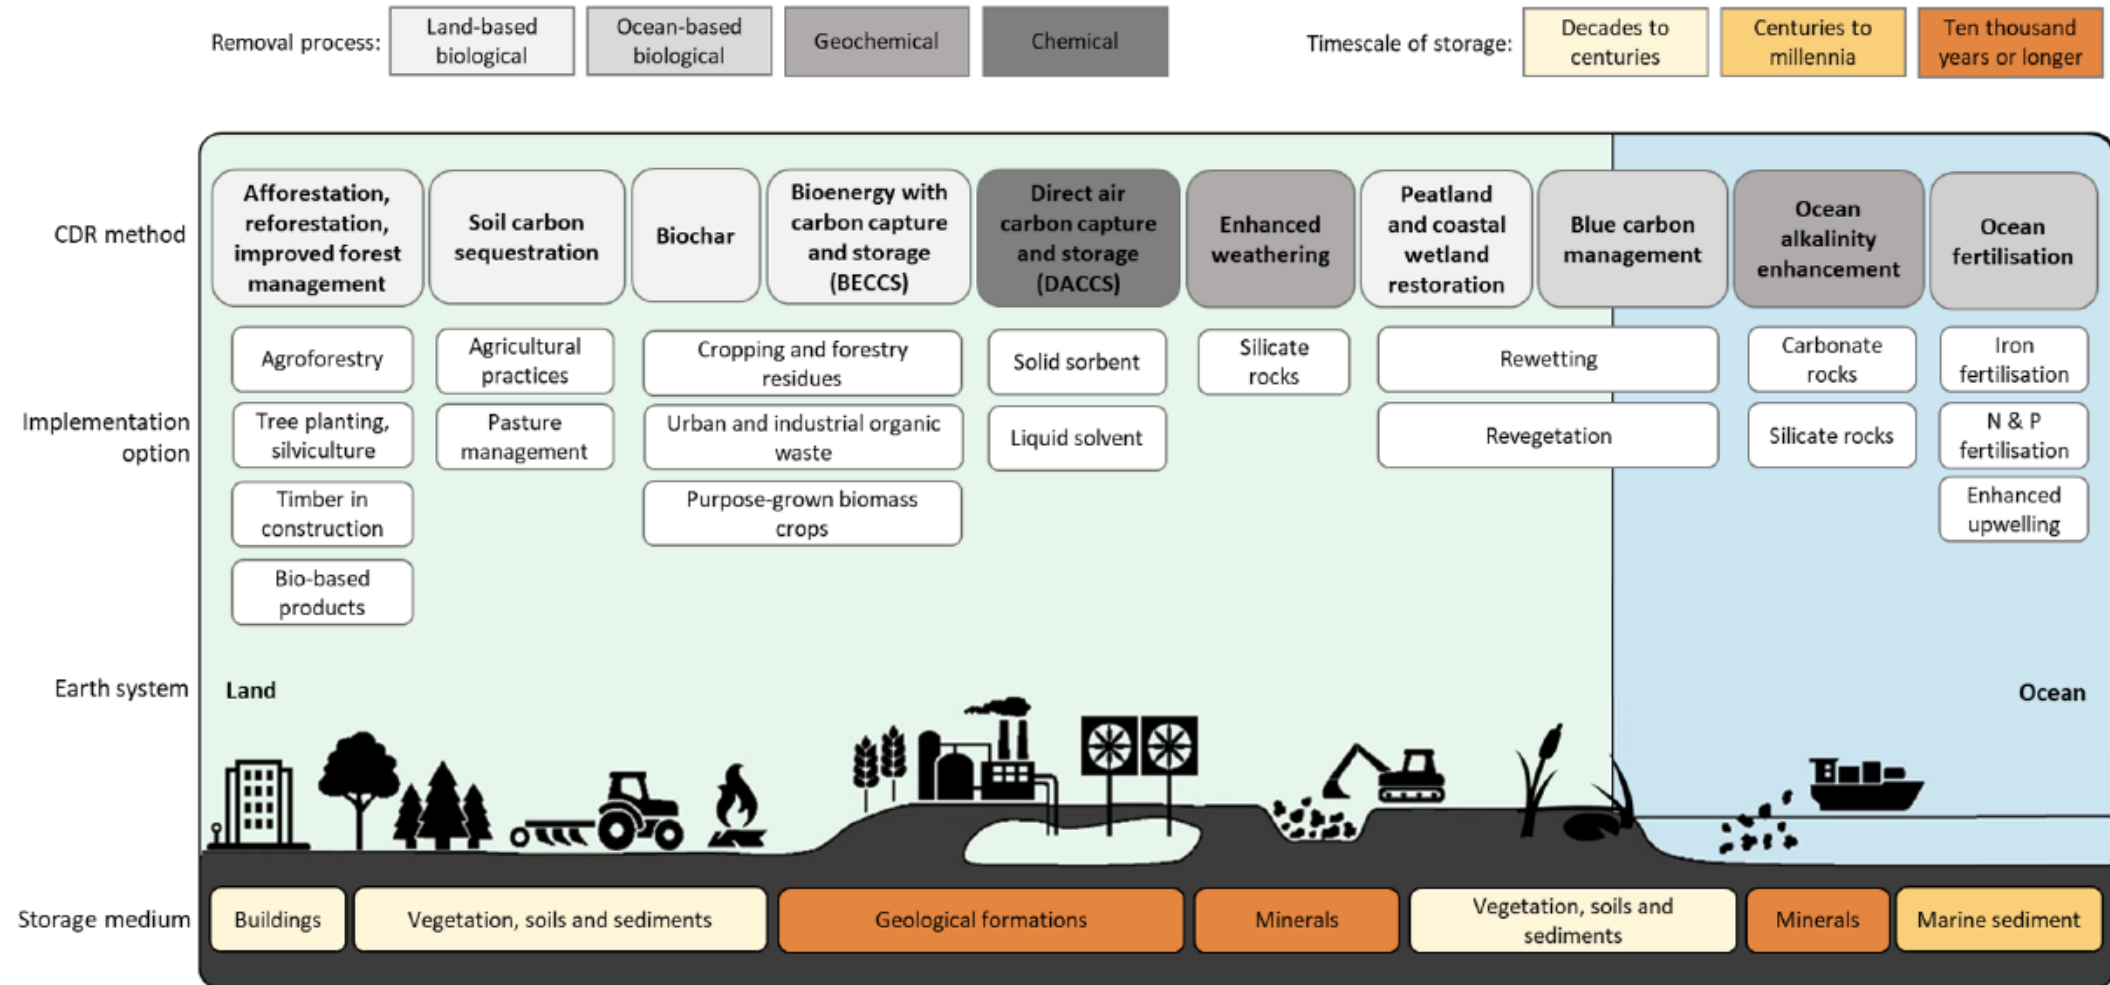 Removal process:
Land-based
biological
Ocean-based
biological
Geochemical
Chemical
Timescale of storage:
Decades to
centuries
Centuries to
millennia
Ten thousand
years or longer
CDR method
Afforestation,
reforestation,
improved forest
management
Soil carbon
sequestration
Biochar
Bioenergy with
carbon capture
and storage
(BECCS)
Direct air
carbon capture
and storage
(DACCS)
Enhanced
weathering
Peatland
and coastal
wetland
restoration
Blue carbon
management
Ocean
alkalinity
enhancement
Ocean
fertilisation
Implementation
option
Agroforestry
Tree planting,
silviculture
Timber in
construction
Bio-based
products
Agricultural
practices
Pasture
management
Cropping and forestry
residues
Urban and industrial organic
waste
Purpose-grown biomass
crops
Solid sorbent
Liquid solvent
Silicate
rocks
Rewetting
Revegetation
Carbonate
rocks
Silicate rocks
Iron
fertilisation
N & P
fertilisation
Enhanced
upwelling
Earth system
Land
Ocean
Storage medium
Buildings
Vegetation, soils and sediments
Geological formations
Minerals
Vegetation, soils and
sediments
Minerals
Marine sediment